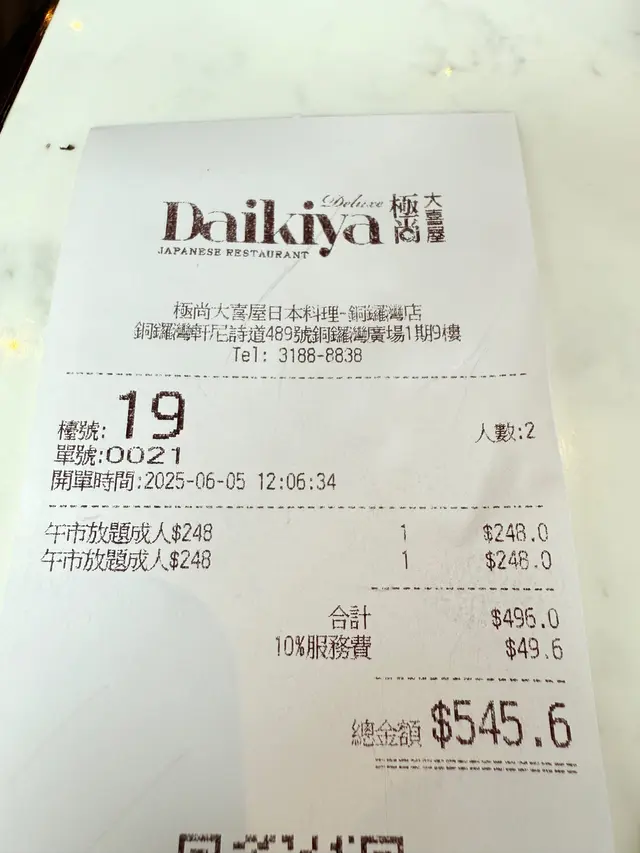 Daikiya Deluxe 極尚大喜屋
JAPANESE RESTAURANT
極尚大喜屋日本料理-銅鑼灣店
銅鑼灣軒尼詩道489號銅鑼灣廣場1期9樓
Tel: 3188-8838
檯號: 19 人數:2
單號:0021
開單時間:2025-06-05 12:06:34
午市放題成人$248 1 $248.0
午市放題成人$248 1 $248.0
合計 $496.0
10%服務費 $49.6
總金額 $545.6